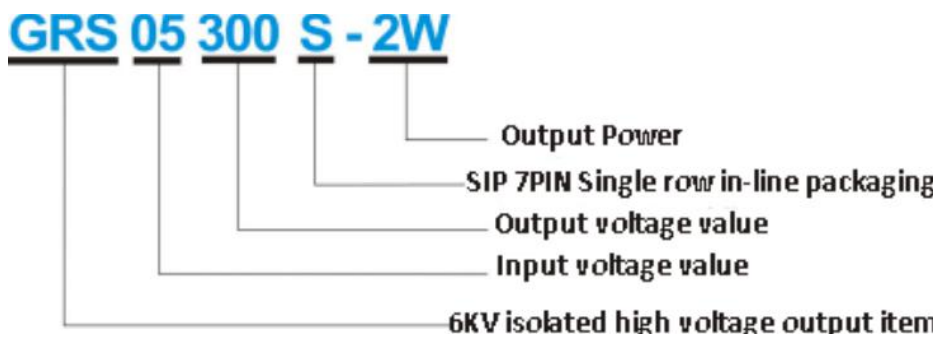 GRS 05 300 S - 2W
Output Power
SIP 7PIN Single row in-line packaging
Output voltage value
Input voltage value
6KV isolated high voltage output item